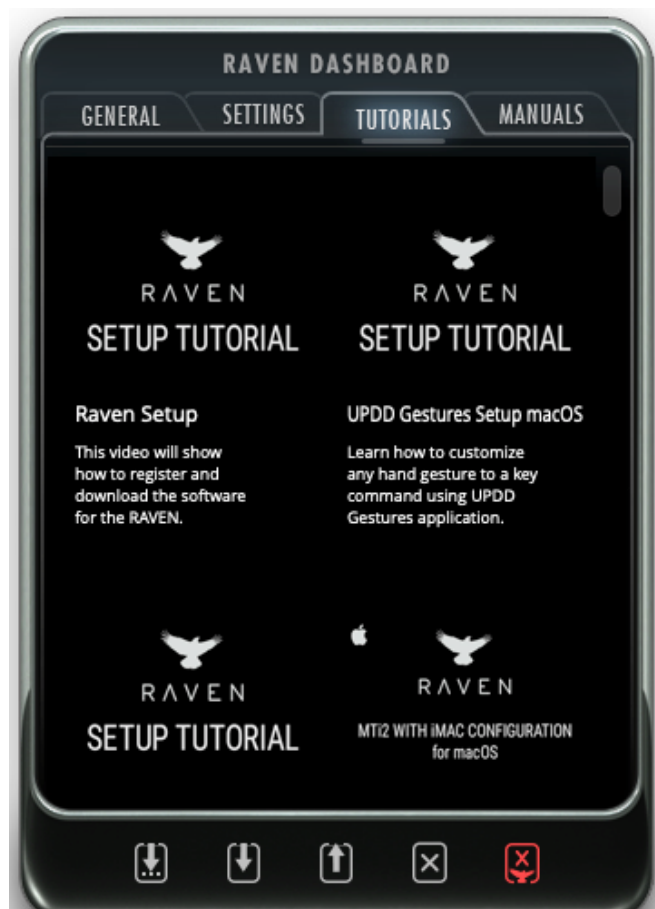 RAVEN DASHBOARD
GENERAL
SETTINGS
TUTORIALS
MANUALS
RAVEN
SETUP TUTORIAL
Raven Setup
This video will show
how to register and
download the software
for the RAVEN.
RAVEN
SETUP TUTORIAL
UPDD Gestures Setup macOS
Learn how to customize
any hand gesture to a key
command using UPDD
Gestures application.
RAVEN
SETUP TUTORIAL
RAVEN
MTi2 WITH iMAC CONFIGURATION
for macOS